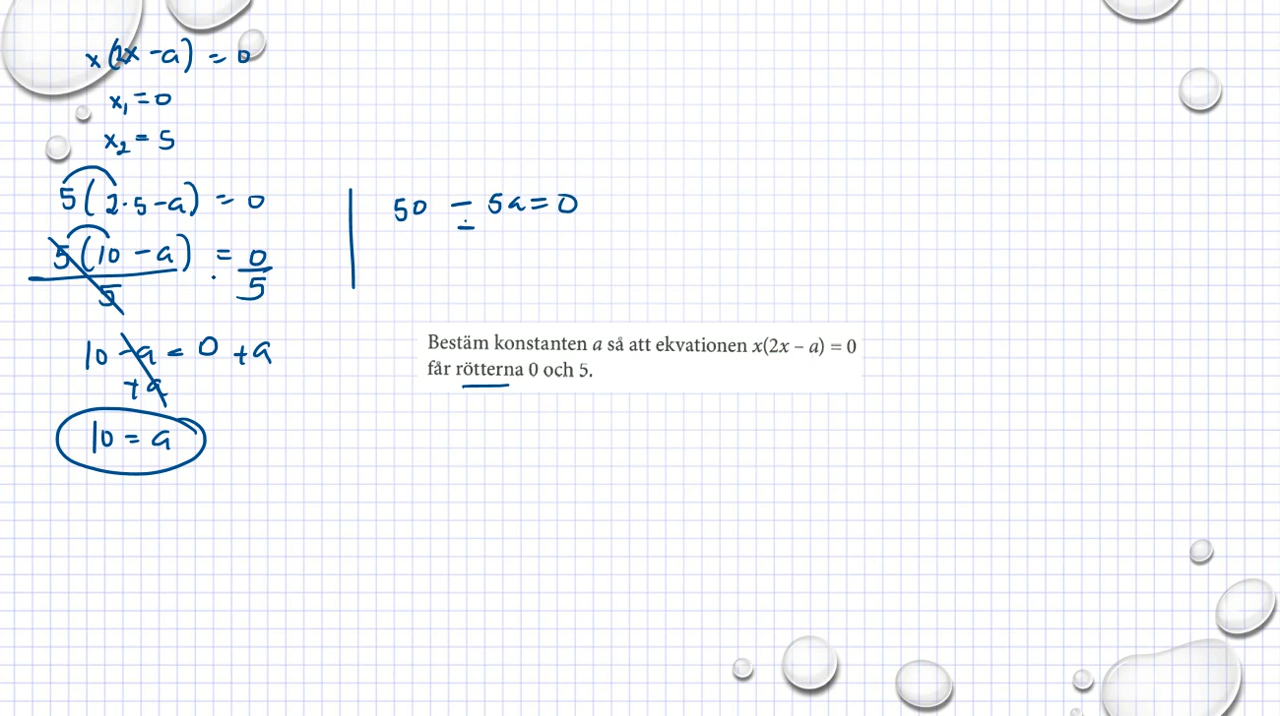 x(2x - a) = 0
x₁ = 0
x₂ = 5
5(2·5 - a) = 0
5(10 - a) / 5 = 0 / 5
10 - a = 0 + a
+ a
10 = a
50 - 5a = 0
Bestäm konstanten a så att ekvationen x(2x – a) = 0
får rötterna 0 och 5.